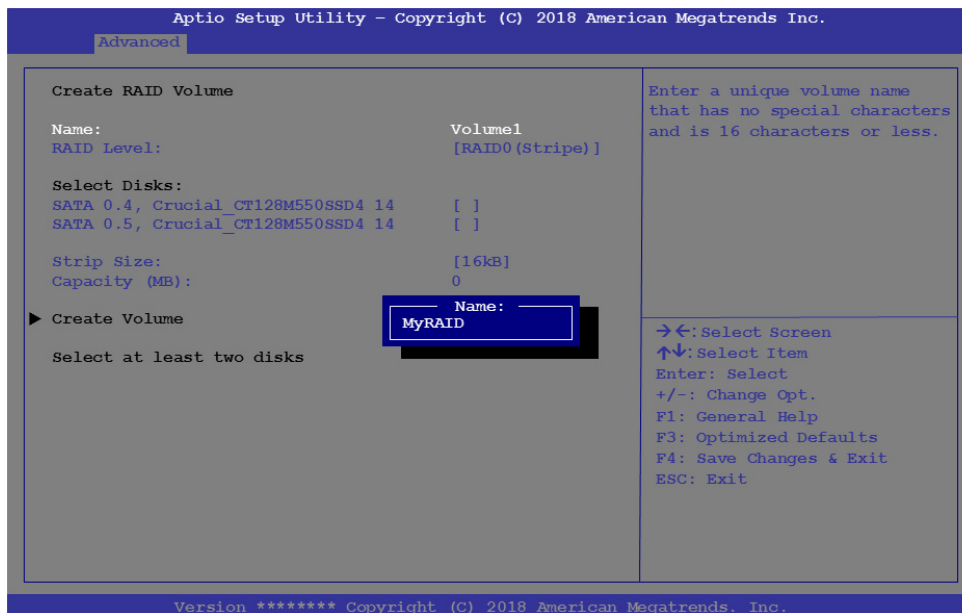 Aptio Setup Utility – Copyright (C) 2018 American Megatrends Inc.
Advanced
Create RAID Volume
Name: Volume1
RAID Level: [RAID0(Stripe)]
Select Disks:
SATA 0.4, Crucial_CT128M550SSD4 14 [ ]
SATA 0.5, Crucial_CT128M550SSD4 14 [ ]
Strip Size: [16kB]
Capacity (MB): 0
▶ Create Volume
Select at least two disks
Name:
MyRAID
Enter a unique volume name
that has no special characters
and is 16 characters or less.
→←:Select Screen
↑↓:Select Item
Enter: Select
+/-: Change Opt.
F1: General Help
F3: Optimized Defaults
F4: Save Changes & Exit
ESC: Exit
Version ******** Copyright (C) 2018 American Megatrends. Inc.